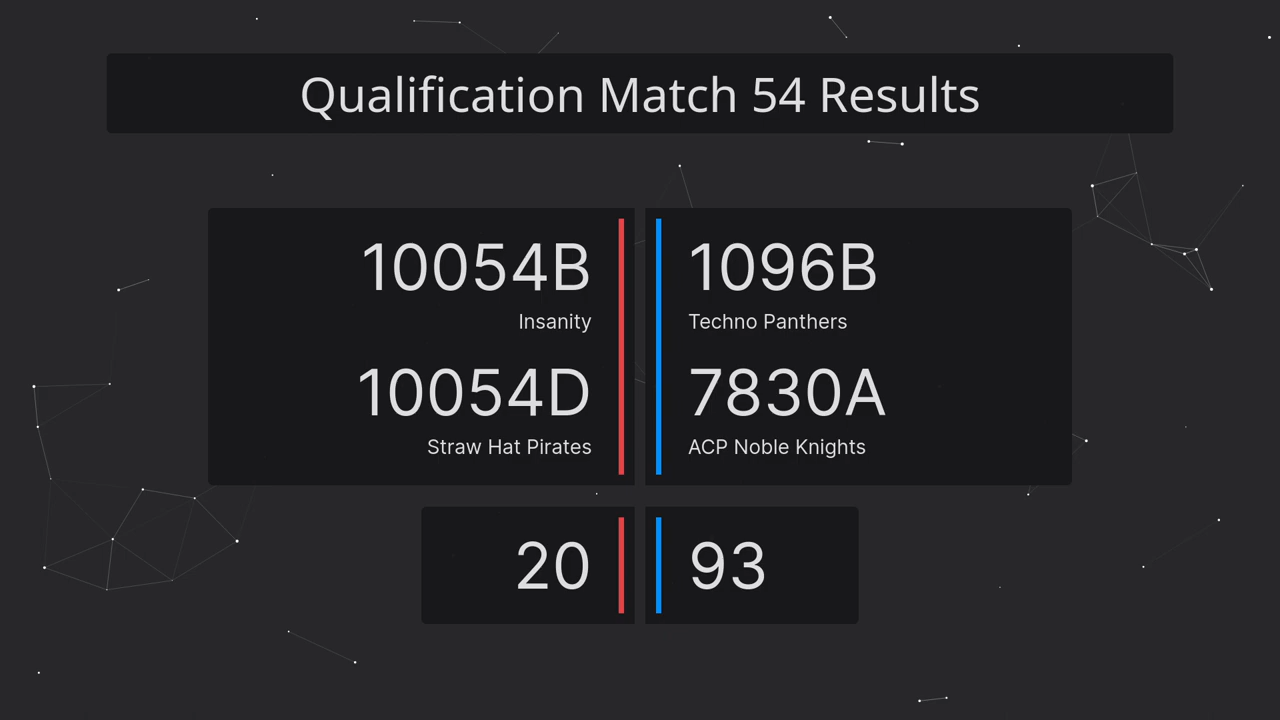 Qualification Match 54 Results
10054B
Insanity
10054D
Straw Hat Pirates
1096B
Techno Panthers
7830A
ACP Noble Knights
20
93